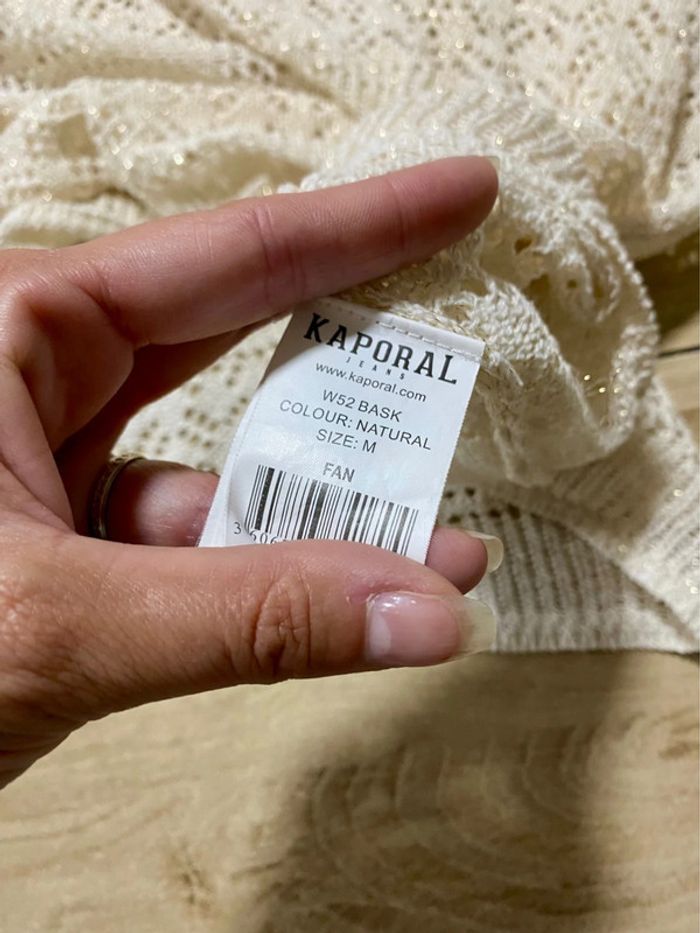 KAPORAL
JEANS
www.kaporal.com
W52 BASK
COLOUR: NATURAL
SIZE: M
FAN